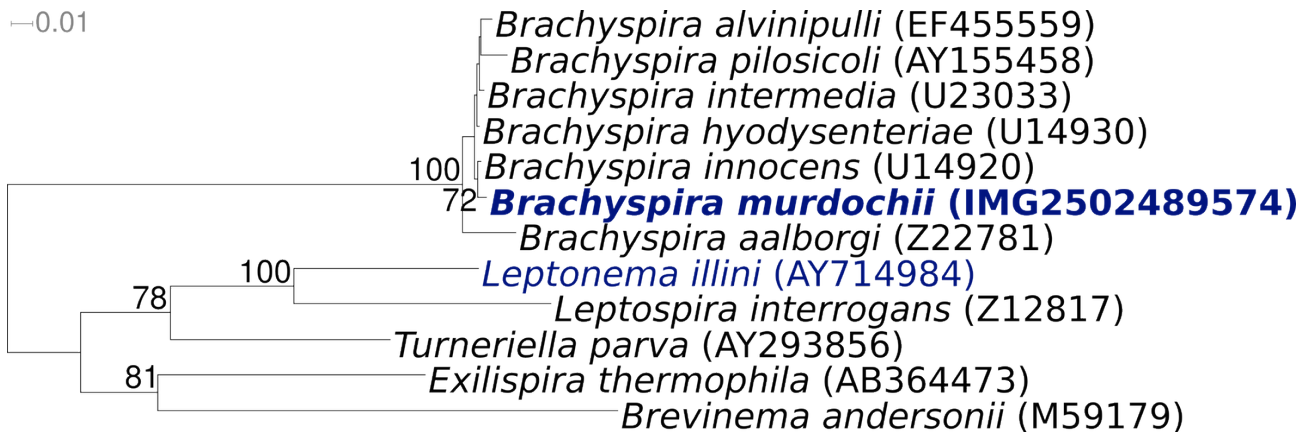 0.01
Brachyspira alvinipulli (EF455559)
Brachyspira pilosicoli (AY155458)
Brachyspira intermedia (U23033)
Brachyspira hyodysenteriae (U14930)
100
Brachyspira innocens (U14920)
72
Brachyspira murdochii (IMG2502489574)
Brachyspira aalborgi (Z22781)
100
Leptonema illini (AY714984)
78
Leptospira interrogans (Z12817)
Turneriella parva (AY293856)
81
Exilispira thermophila (AB364473)
Brevinema andersonii (M59179)